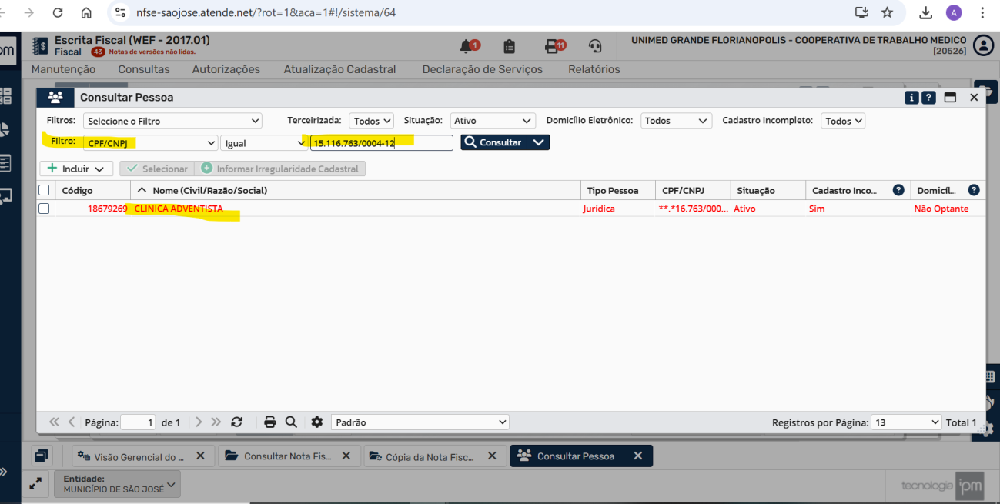 nfse-saojose.atende.net/?rot=1&aca=1#!/sistema/64
A
Escrita Fiscal (WEF - 2017.01)
Fiscal 43 Notas de versões não lidas.
1
11
UNIMED GRANDE FLORIANOPOLIS - COOPERATIVA DE TRABALHO MEDICO
[20526]
Manutenção Consultas Autorizações Atualização Cadastral Declaração de Serviços Relatórios
Consultar Pessoa
Filtros: Selecione o Filtro Terceirizada: Todos Situação: Ativo Domicílio Eletrônico: Todos Cadastro Incompleto: Todos
Filtro: CPF/CNPJ Igual 15.116.763/0004-12 Consultar
Incluir Selecionar Informar Irregularidade Cadastral
Código Nome (Civil/Razão/Social) Tipo Pessoa CPF/CNPJ Situação Cadastro Inco... Domicíl...
18679269 CLINICA ADVENTISTA Jurídica **.*16.763/000... Ativo Sim Não Optante
Página: 1 de 1 Padrão Registros por Página: 13 Total 1
Visão Gerencial do ... Consultar Nota Fis... Cópia da Nota Fisc... Consultar Pessoa
Entidade:
MUNICÍPIO DE SÃO JOSÉ
tecnologia ipm